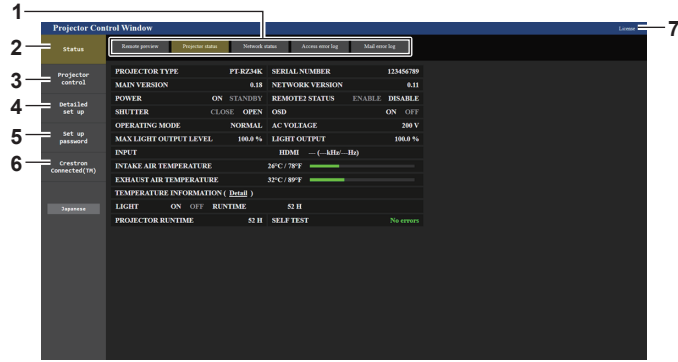 1
Projector Control Window
License
7
2
Status
Remote preview Projector status Network status Access error log Mail error log
3
Projector
control
4
Detailed
set up
5
Set up
password
6
Crestron
Connected(TM)
Japanese
PROJECTOR TYPE PT-RZ34K SERIAL NUMBER 123456789
MAIN VERSION 0.18 NETWORK VERSION 0.11
POWER ON STANDBY REMOTE2 STATUS ENABLE DISABLE
SHUTTER CLOSE OPEN OSD ON OFF
OPERATING MODE NORMAL AC VOLTAGE 200 V
MAX LIGHT OUTPUT LEVEL 100.0 % LIGHT OUTPUT 100.0 %
INPUT HDMI — (—kHz/—Hz)
INTAKE AIR TEMPERATURE 26°C / 78°F
EXHAUST AIR TEMPERATURE 32°C / 89°F
TEMPERATURE INFORMATION ( Detail )
LIGHT ON OFF RUNTIME 52 H
PROJECTOR RUNTIME 52 H SELF TEST No errors